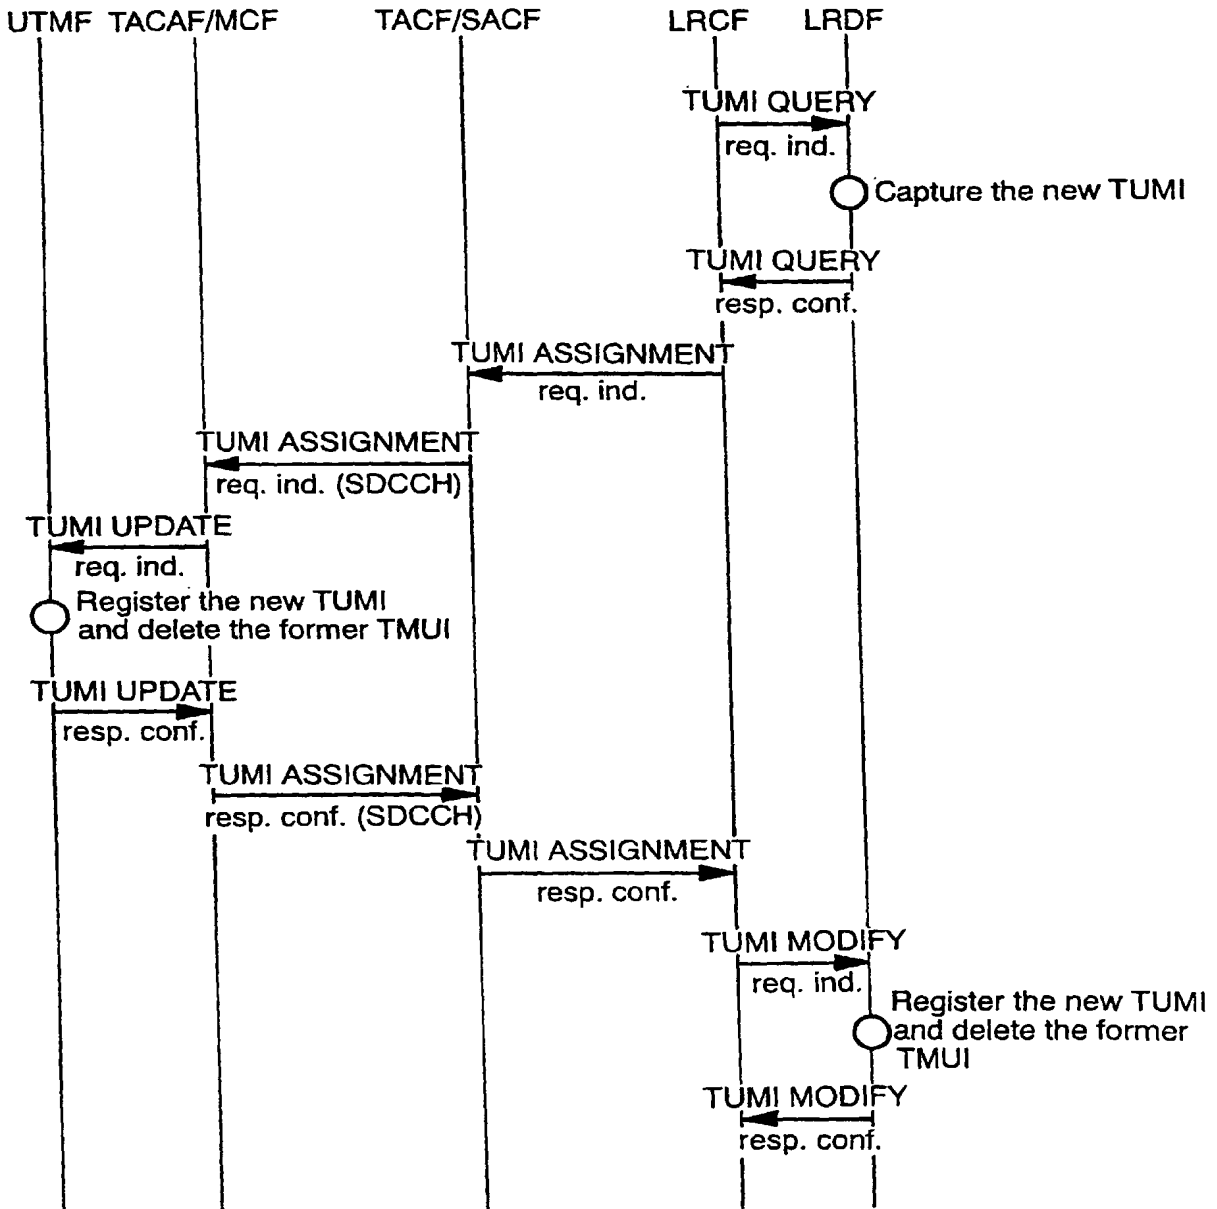 UTMF TACAF/MCF TACF/SACF LRCF LRDF
TUMI QUERY
req. ind.
Capture the new TUMI
TUMI QUERY
resp. conf.
TUMI ASSIGNMENT
req. ind.
TUMI ASSIGNMENT
req. ind. (SDCCH)
TUMI UPDATE
req. ind.
Register the new TUMI
and delete the former TMUI
TUMI UPDATE
resp. conf.
TUMI ASSIGNMENT
resp. conf. (SDCCH)
TUMI ASSIGNMENT
resp. conf.
TUMI MODIFY
req. ind.
Register the new TUMI
and delete the former
TMUI
TUMI MODIFY
resp. conf.